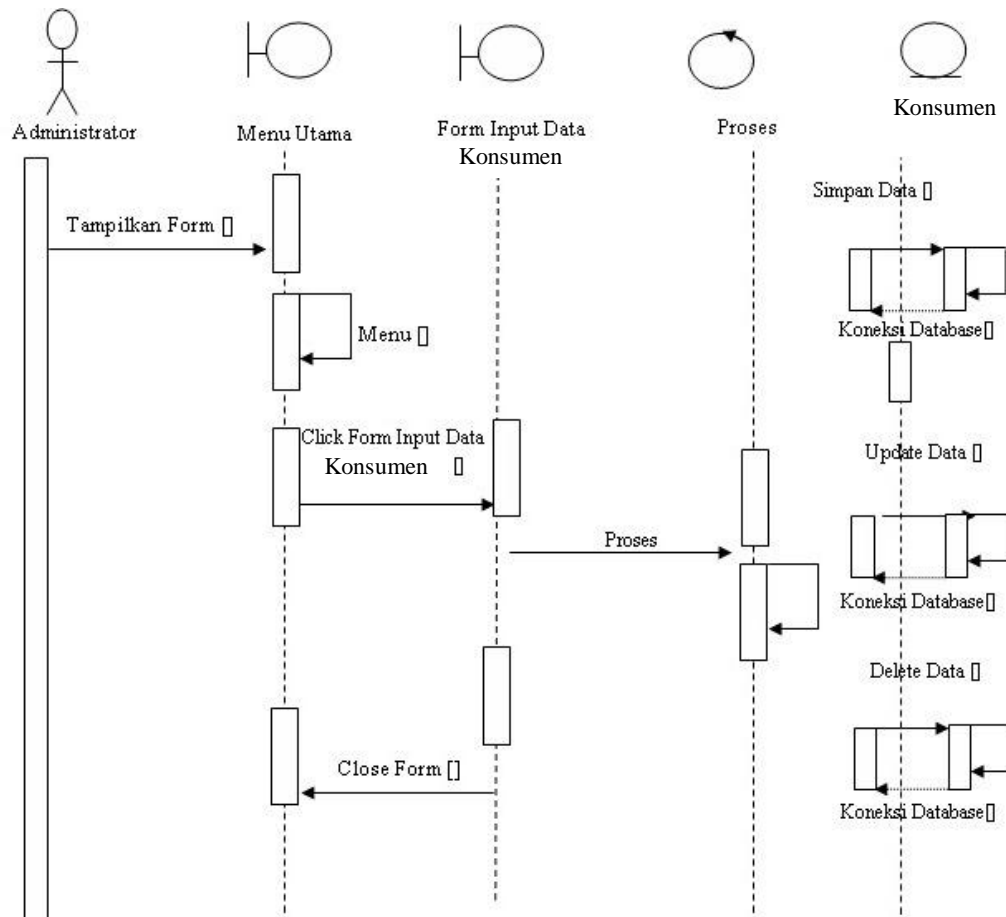 Konsumen
Administrator
Menu Utama
Form Input Data
Konsumen
Proses
Simpan Data []
Tampilkan Form []
Koneksi Database[]
Menu []
Click Form Input Data
Konsumen []
Update Data []
Proses
Koneksi Database[]
Delete Data []
Close Form []
Koneksi Database[]